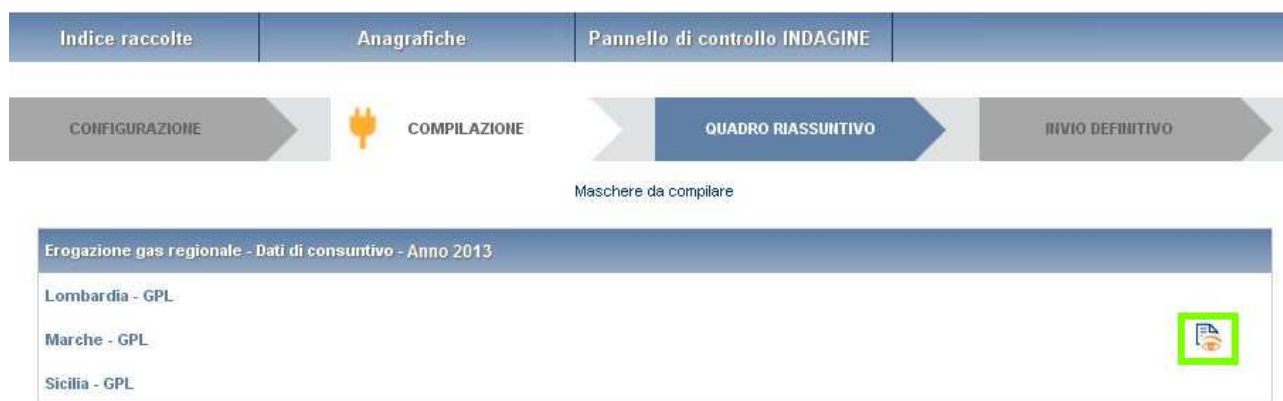 Indice raccolte Anagrafiche Pannello di controllo INDAGINE
CONFIGURAZIONE COMPILAZIONE QUADRO RIASSUNTIVO INVIO DEFINITIVO
Maschere da compilare
Erogazione gas regionale - Dati di consuntivo - Anno 2013
Lombardia - GPL
Marche - GPL
Sicilia - GPL